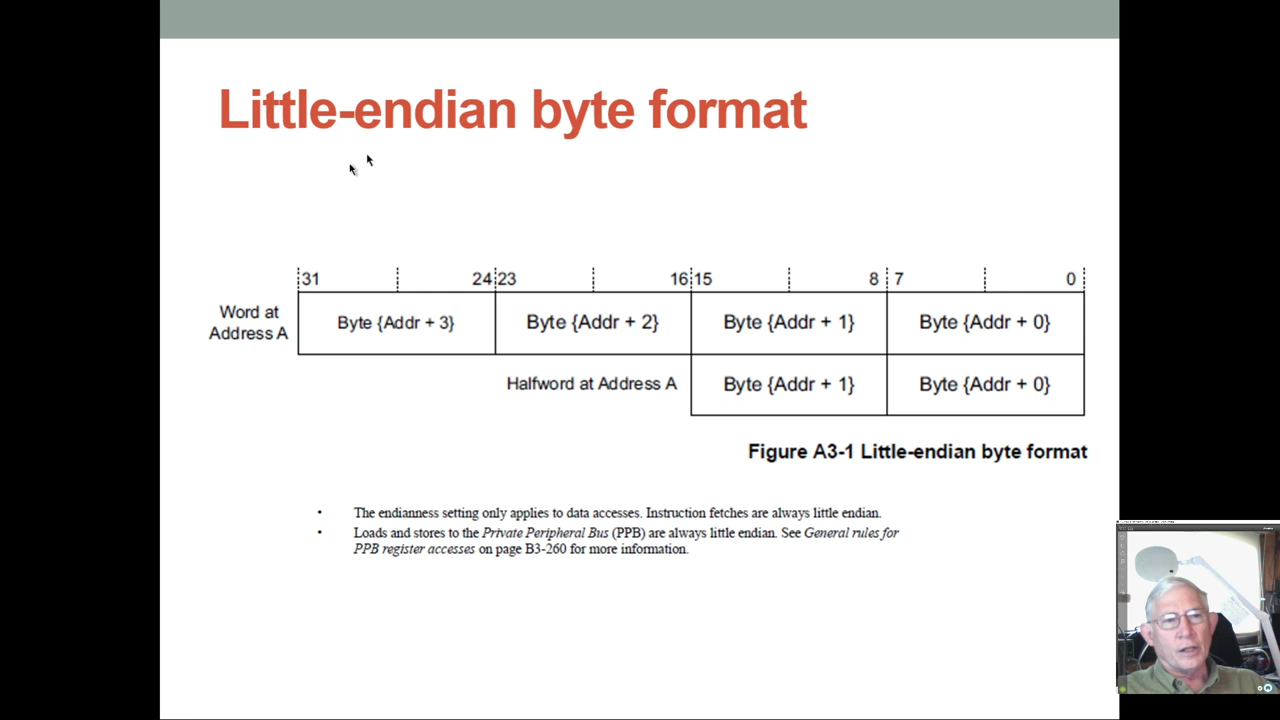 Little-endian byte format
31 24 23 16 15 8 7 0
Word at
Address A
Byte {Addr + 3} Byte {Addr + 2} Byte {Addr + 1} Byte {Addr + 0}
Halfword at Address A Byte {Addr + 1} Byte {Addr + 0}
Figure A3-1 Little-endian byte format
• The endianness setting only applies to data accesses. Instruction fetches are always little endian.
• Loads and stores to the Private Peripheral Bus (PPB) are always little endian. See General rules for
PPB register accesses on page B3-260 for more information.